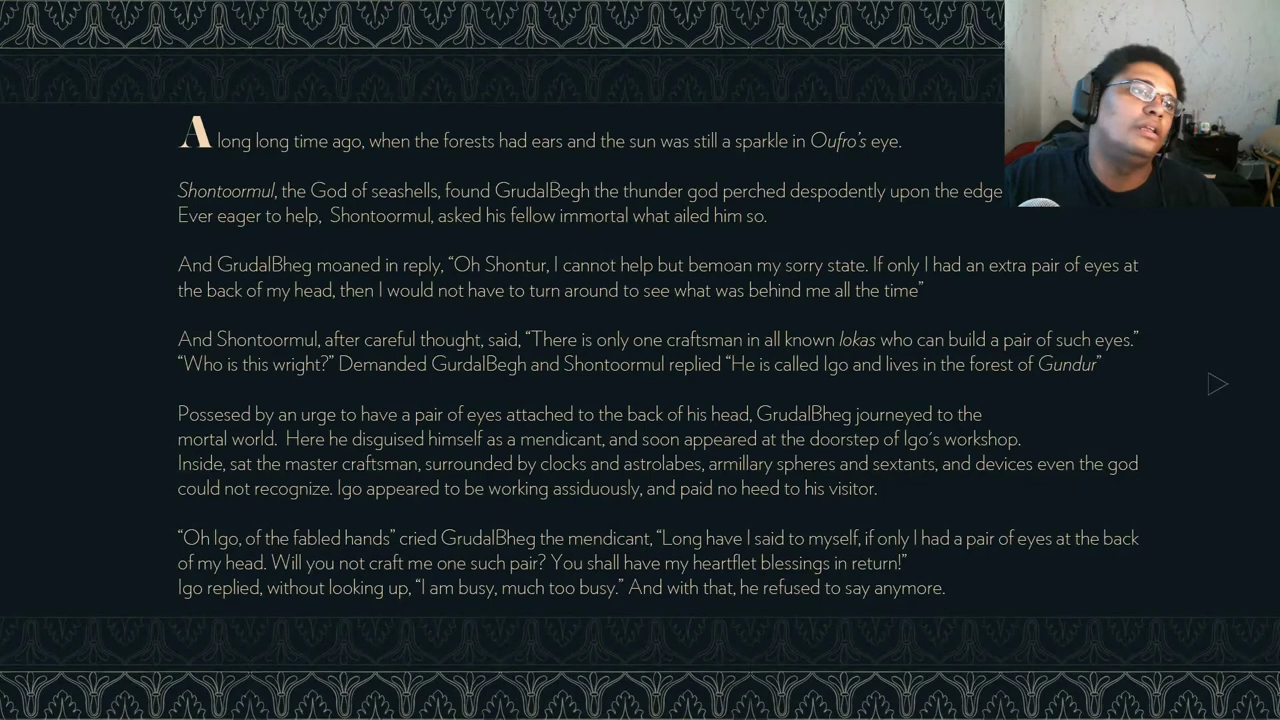 A long long time ago, when the forests had ears and the sun was still a sparkle in Oufro's eye.
Shontoormul, the God of seashells, found GrudalBegh the thunder god perched despodently upon the edge
Ever eager to help, Shontoormul, asked his fellow immortal what ailed him so.
And GrudalBheg moaned in reply, “Oh Shontur, I cannot help but bemoan my sorry state. If only I had an extra pair of eyes at
the back of my head, then I would not have to turn around to see what was behind me all the time”
And Shontoormul, after careful thought, said, “There is only one craftsman in all known lokas who can build a pair of such eyes.”
“Who is this wright?” Demanded GurdalBegh and Shontoormul replied “He is called Igo and lives in the forest of Gundur”
Possesed by an urge to have a pair of eyes attached to the back of his head, GrudalBheg journeyed to the
mortal world. Here he disguised himself as a mendicant, and soon appeared at the doorstep of Igo's workshop.
Inside, sat the master craftsman, surrounded by clocks and astrolabes, armillary spheres and sextants, and devices even the god
could not recognize. Igo appeared to be working assiduously, and paid no heed to his visitor.
“Oh Igo, of the fabled hands” cried GrudalBheg the mendicant, “Long have I said to myself, if only I had a pair of eyes at the back
of my head. Will you not craft me one such pair? You shall have my heartflet blessings in return!”
Igo replied, without looking up, “I am busy, much too busy.” And with that, he refused to say anymore.